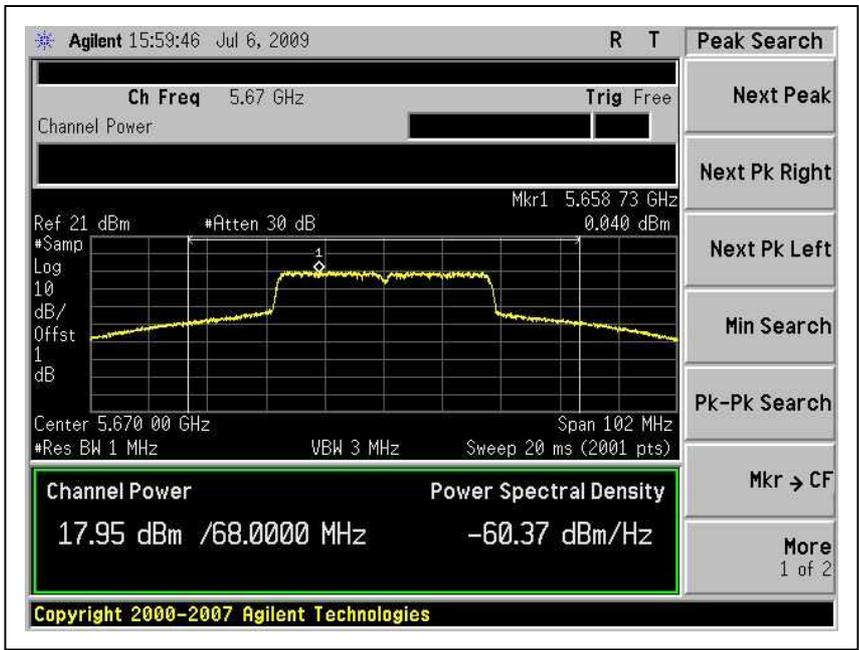 Agilent 15:59:46 Jul 6, 2009 R T
Peak Search
Ch Freq 5.67 GHz Trig Free
Channel Power
Mkr1 5.658 73 GHz
Ref 21 dBm #Atten 30 dB 0.040 dBm
#Samp
Log
10
dB/
Offst
1
dB
1
Center 5.670 00 GHz Span 102 MHz
#Res BW 1 MHz VBW 3 MHz Sweep 20 ms (2001 pts)
Channel Power Power Spectral Density
17.95 dBm /68.0000 MHz -60.37 dBm/Hz
Next Peak
Next Pk Right
Next Pk Left
Min Search
Pk-Pk Search
Mkr → CF
More
1 of 2
Copyright 2000-2007 Agilent Technologies